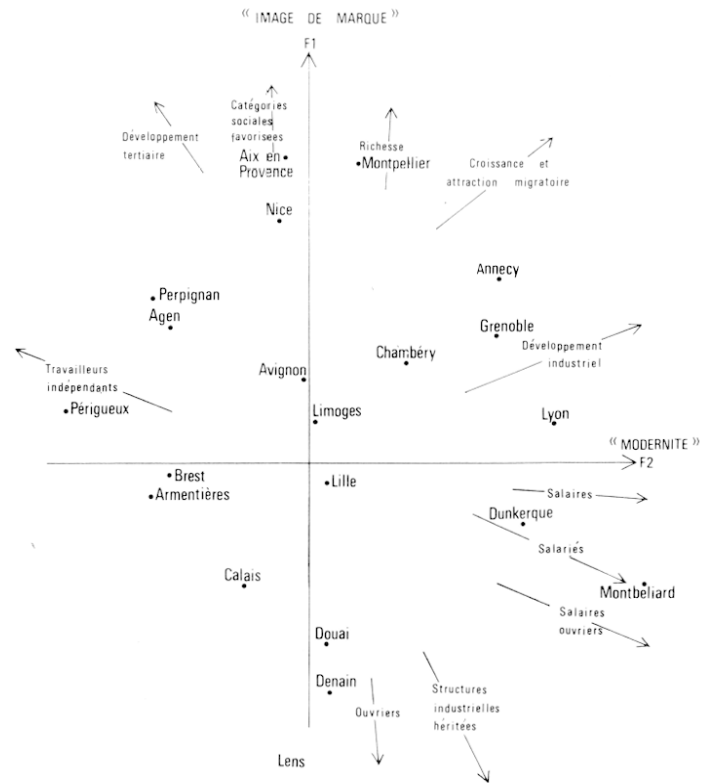 « IMAGE DE MARQUE »
F1
Catégories
sociales
favorisées
Développement
tertiaire
Aix en
Provence
Richesse
Montpellier
Croissance et
attraction migratoire
Nice
Annecy
Perpignan
Agen
Grenoble
Développement
industriel
Chambéry
Avignon
Travailleurs
indépendants
Périgueux
Limoges
Lyon
« MODERNITE »
F2
Brest
Armentières
Lille
Salaires
Dunkerque
Salariés
Calais
Montbeliard
Salaires
ouvriers
Douai
Denain
Ouvriers
Structures
industrielles
héritées
Lens